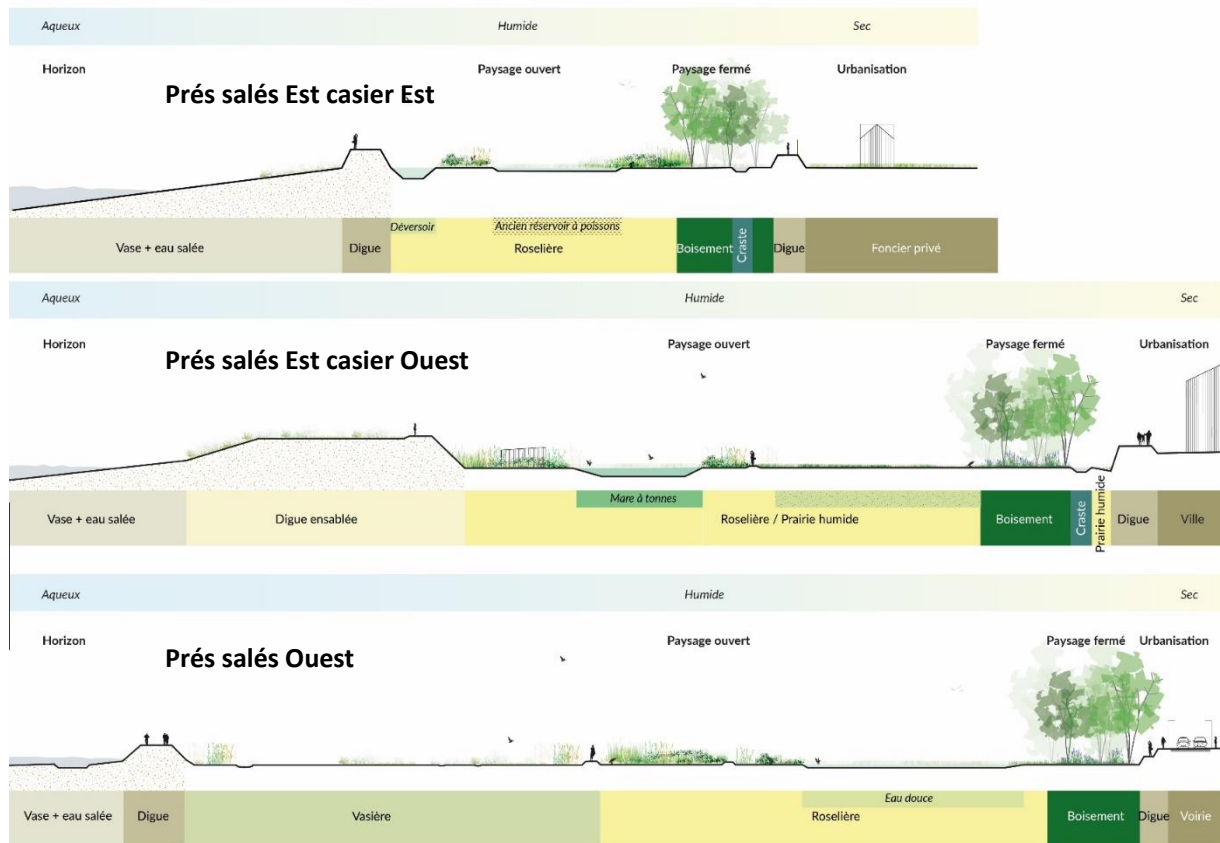 Aqueux Humide Sec
Horizon Paysage ouvert Paysage fermé Urbanisation
Prés salés Est casier Est
Déversoir Ancien réservoir à poissons
Vase + eau salée Digue Roselière Boisement Craste Digue Foncier privé
Aqueux Humide Sec
Horizon Paysage ouvert Paysage fermé Urbanisation
Prés salés Est casier Ouest
Mare à tonnes
Vase + eau salée Digue ensablée Roselière / Prairie humide Boisement Craste Prairie humide Digue Ville
Aqueux Humide Sec
Horizon Paysage ouvert Paysage fermé Urbanisation
Prés salés Ouest
Eau douce
Vase + eau salée Digue Vasière Roselière Boisement Digue Voirie